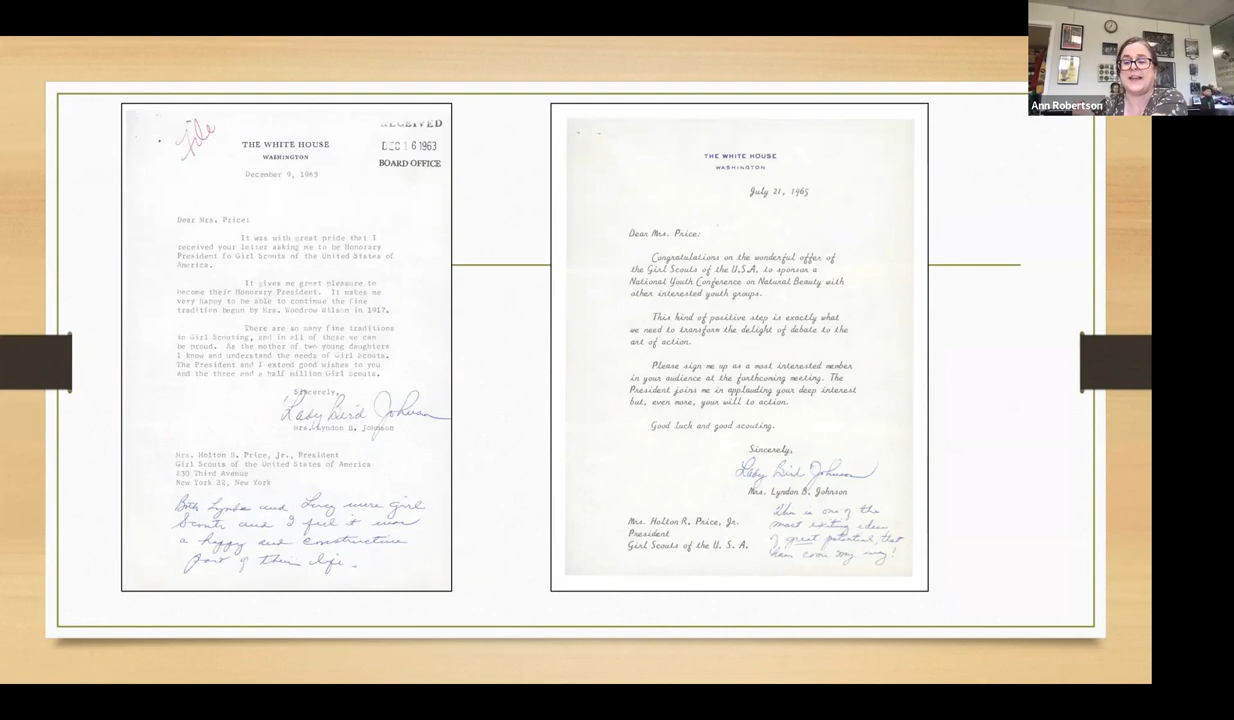 Ann Robertson
file
RECEIVED
DEC 16 1963
BOARD OFFICE
THE WHITE HOUSE
WASHINGTON
December 9, 1963
Dear Mrs. Price:
It was with great pride that I
received your letter asking me to be Honorary
President fo Girl Scouts of the United States of
America.
It gives me great pleasure to
become their Honorary President. It makes me
very happy to be able to continue the fine
tradition begun by Mrs. Woodrow Wilson in 1917.
There are so many fine traditions
in Girl Scouting, and in all of these we can
be proud. As the mother of two young daughters
I know and understand the needs of Girl Scouts.
The President and I extend good wishes to you
and the three and a half million Girl Scouts.
Sincerely,
Lady Bird Johnson
Mrs. Lyndon B. Johnson
Mrs. Holton R. Price, Jr., President
Girl Scouts of the United States of America
830 Third Avenue
New York 22, New York
Both Lynda and Lucy were girl
Scouts and I feel it was
a happy and constructive
part of their life.
THE WHITE HOUSE
WASHINGTON
July 21, 1965
Dear Mrs. Price:
Congratulations on the wonderful offer of
the Girl Scouts of the U.S.A. to sponsor a
National Youth Conference on Natural Beauty with
other interested youth groups.
This kind of positive step is exactly what
we need to transform the delight of debate to the
art of action.
Please sign me up as a most interested member
in your audience at the forthcoming meeting. The
President joins me in applauding your deep interest
but, even more, your will to action.
Good luck and good scouting.
Sincerely,
Lady Bird Johnson
Mrs. Lyndon B. Johnson
Mrs. Holton R. Price, Jr.
President
Girl Scouts of the U. S. A.
This is one of the
most exciting ideas
of great potential, that
have come my way!